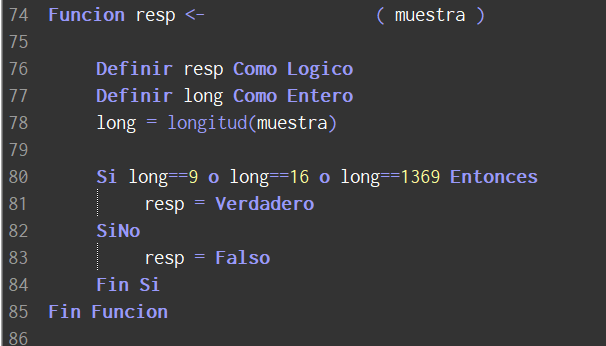 74 Funcion resp <- ( muestra )
75
76 Definir resp Como Logico
77 Definir long Como Entero
78 long = longitud(muestra)
79
80 Si long==9 o long==16 o long==1369 Entonces
81 resp = Verdadero
82 SiNo
83 resp = Falso
84 Fin Si
85 Fin Funcion
86